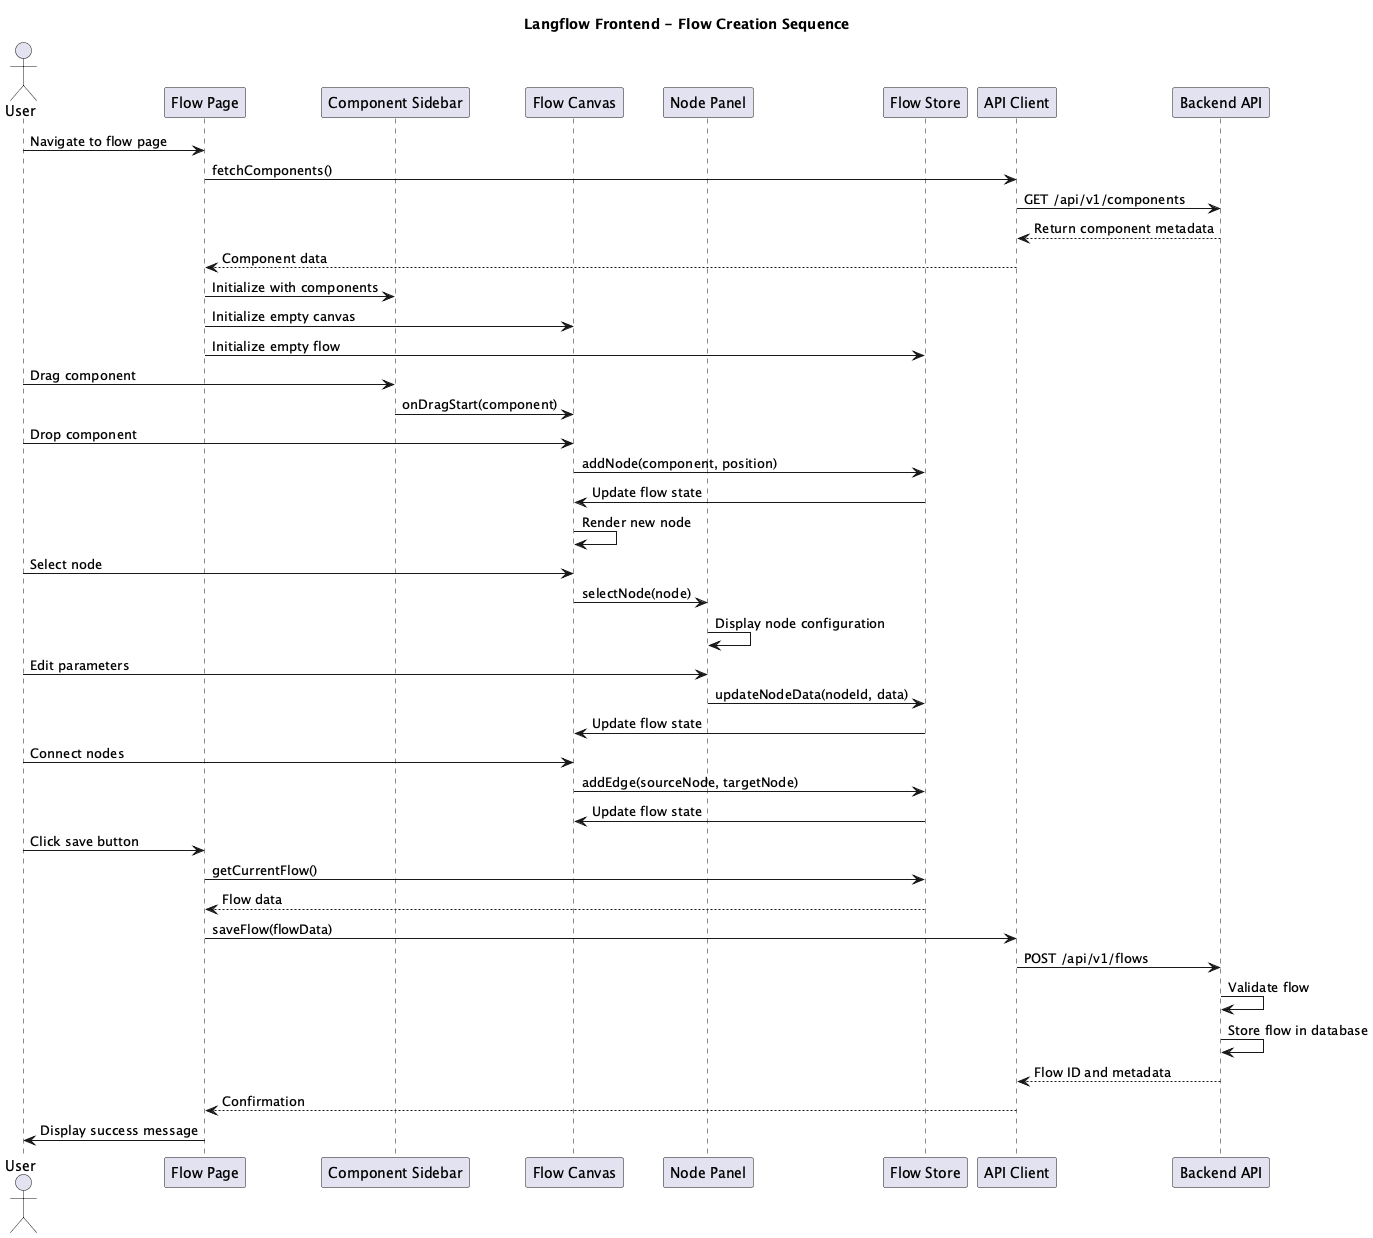 Langflow Frontend - Flow Creation Sequence
User
Flow Page
Component Sidebar
Flow Canvas
Node Panel
Flow Store
API Client
Backend API
Navigate to flow page
fetchComponents()
GET /api/v1/components
Return component metadata
Component data
Initialize with components
Initialize empty canvas
Initialize empty flow
Drag component
onDragStart(component)
Drop component
addNode(component, position)
Update flow state
Render new node
Select node
selectNode(node)
Display node configuration
Edit parameters
updateNodeData(nodeId, data)
Update flow state
Connect nodes
addEdge(sourceNode, targetNode)
Update flow state
Click save button
getCurrentFlow()
Flow data
saveFlow(flowData)
POST /api/v1/flows
Validate flow
Store flow in database
Flow ID and metadata
Confirmation
Display success message
User
Flow Page
Component Sidebar
Flow Canvas
Node Panel
Flow Store
API Client
Backend API